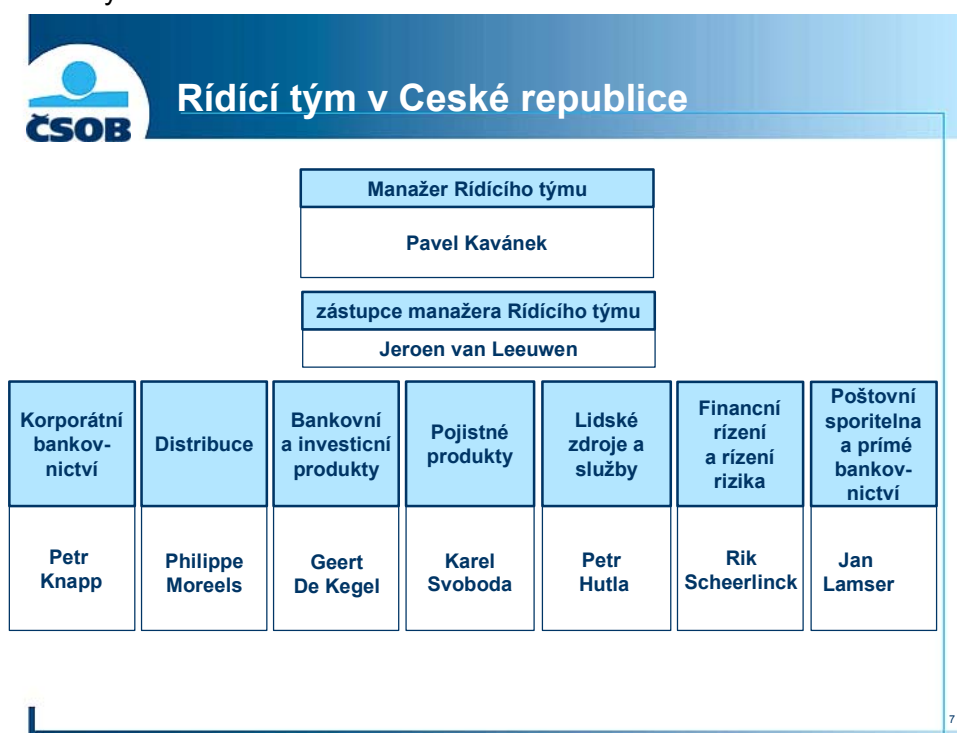 ČSOB
Rídící tým v Ceské republice
Manažer Rídícího týmu
Pavel Kavánek
zástupce manažera Rídícího týmu
Jeroen van Leeuwen
Korporátní
bankov-
nictví
Distribuce
Bankovní
a investicní
produkty
Pojistné
produkty
Lidské
zdroje a
služby
Financní
rízení
a rízení
rizika
Poštovní
sporitelna
a prímé
bankov-
nictví
Petr
Knapp
Philippe
Moreels
Geert
De Kegel
Karel
Svoboda
Petr
Hutla
Rik
Scheerlinck
Jan
Lamser
7